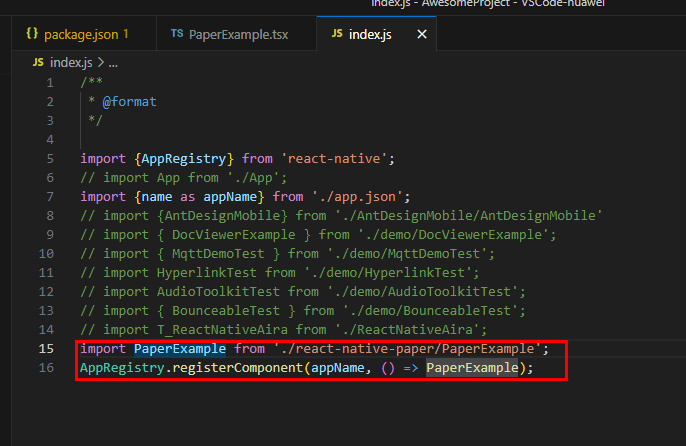 index.js - AwesomeProject - VSCode-huawei
{} package.json 1 TS PaperExample.tsx JS index.js ×
JS index.js > ...
1 /**
2  * @format
3  */
4
5 import {AppRegistry} from 'react-native';
6 // import App from './App';
7 import {name as appName} from './app.json';
8 // import {AntDesignMobile} from './AntDesignMobile/AntDesignMobile'
9 // import { DocViewerExample } from './demo/DocViewerExample';
10 // import { MqttDemoTest } from './demo/MqttDemoTest';
11 // import HyperlinkTest from './demo/HyperlinkTest';
12 // import AudioToolkitTest from './demo/AudioToolkitTest';
13 // import { BounceableTest } from './demo/BounceableTest';
14 // import T_ReactNativeAira from './ReactNativeAira';
15 import PaperExample from './react-native-paper/PaperExample';
16 AppRegistry.registerComponent(appName, () => PaperExample);